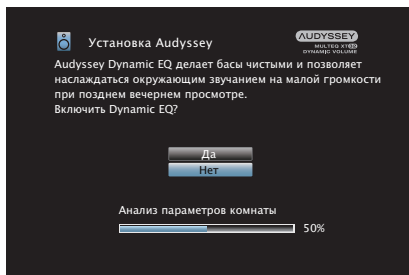 Установка Audyssey
AUDYSSEY
MULTEQ XT32
DYNAMIC VOLUME
Audyssey Dynamic EQ делает басы чистыми и позволяет
наслаждаться окружающим звучанием на малой громкости
при позднем вечернем просмотре.
Включить Dynamic EQ?
Да
Нет
Анализ параметров комнаты
50%